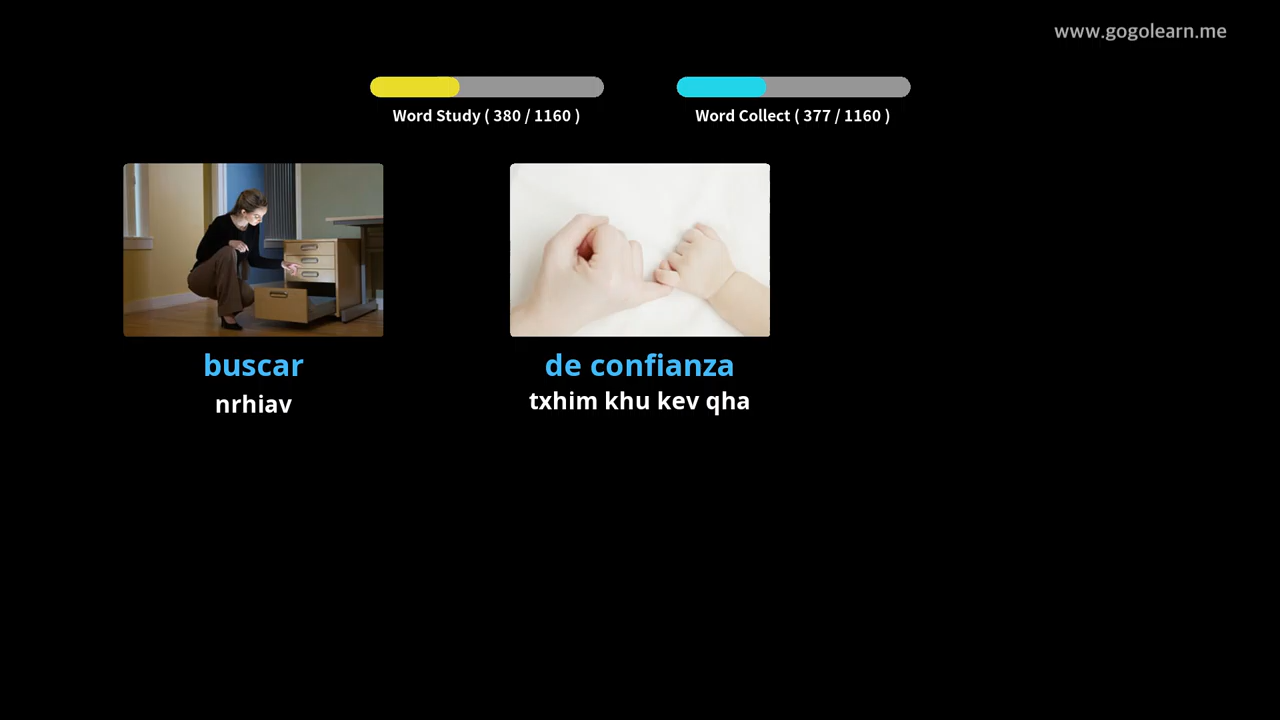 www.gogolearn.me
Word Study ( 380 / 1160 )
Word Collect ( 377 / 1160 )
buscar
nrhiav
de confianza
txhim khu kev qha